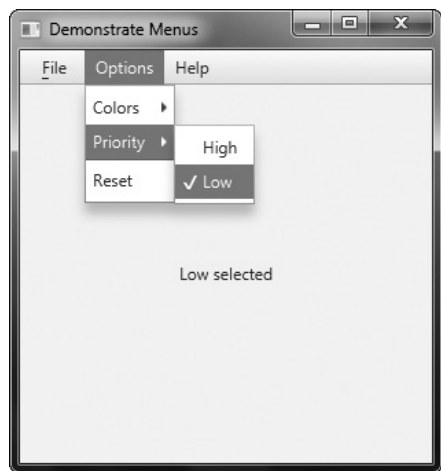 Demonstrate Menus
File Options Help
Colors
Priority
High
Reset
✓ Low
Low selected